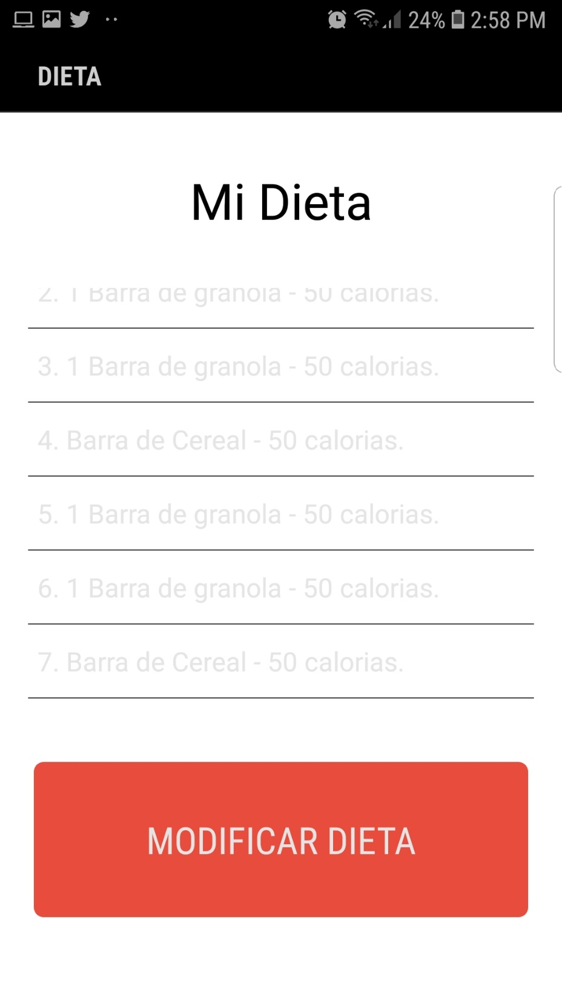 24% 2:58 PM
DIETA
Mi Dieta
2. 1 Barra de granola - 50 calorias.
3. 1 Barra de granola - 50 calorias.
4. Barra de Cereal - 50 calorias.
5. 1 Barra de granola - 50 calorias.
6. 1 Barra de granola - 50 calorias.
7. Barra de Cereal - 50 calorias.
MODIFICAR DIETA